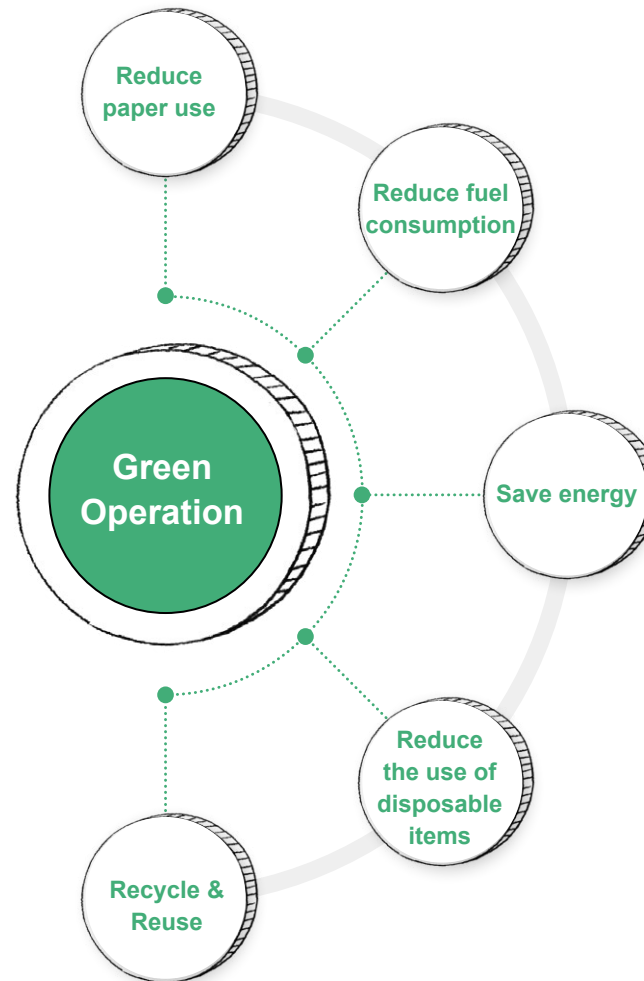 Reduce
paper use
Reduce fuel
consumption
Green
Operation
Save energy
Reduce
the use of
disposable
items
Recycle &
Reuse